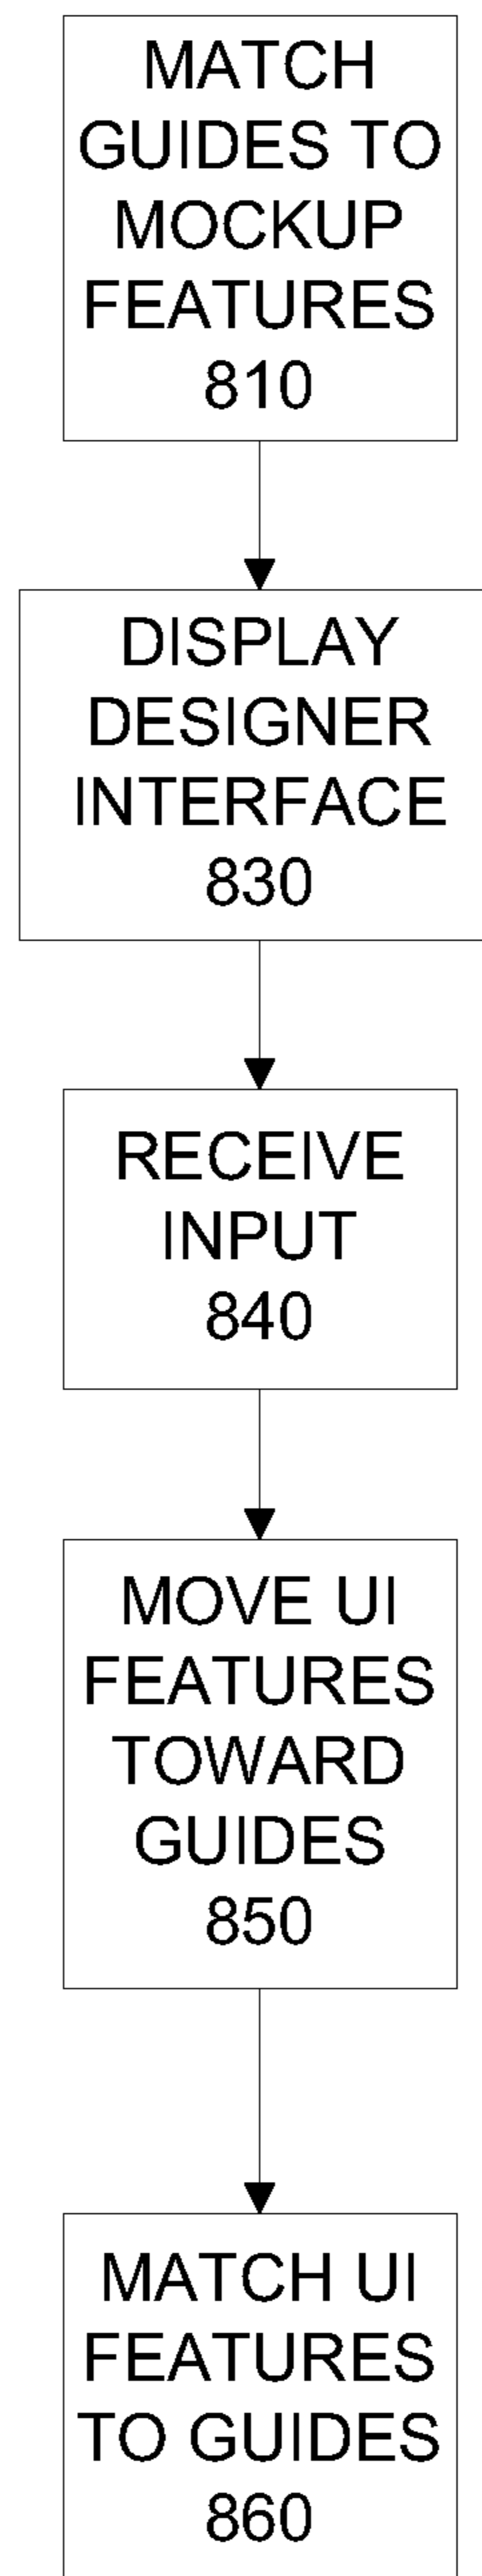 MATCH
GUIDES TO
MOCKUP
FEATURES
810
DISPLAY
DESIGNER
INTERFACE
830
RECEIVE
INPUT
840
MOVE UI
FEATURES
TOWARD
GUIDES
850
MATCH UI
FEATURES
TO GUIDES
860